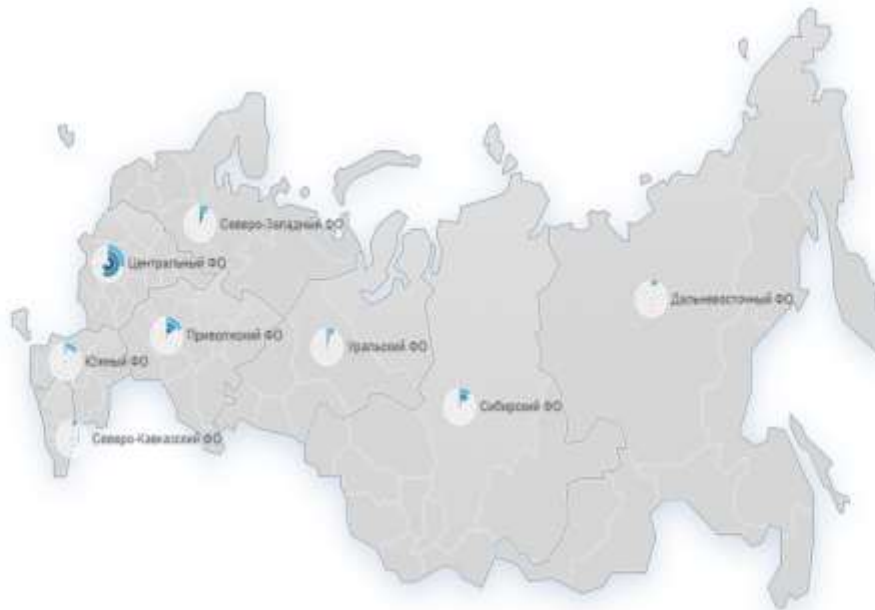 Северо-Западный ФО
Центральный ФО
Дальневосточный ФО
Приволжский ФО
Уральский ФО
Южный ФО
Сибирский ФО
Северо-Кавказский ФО